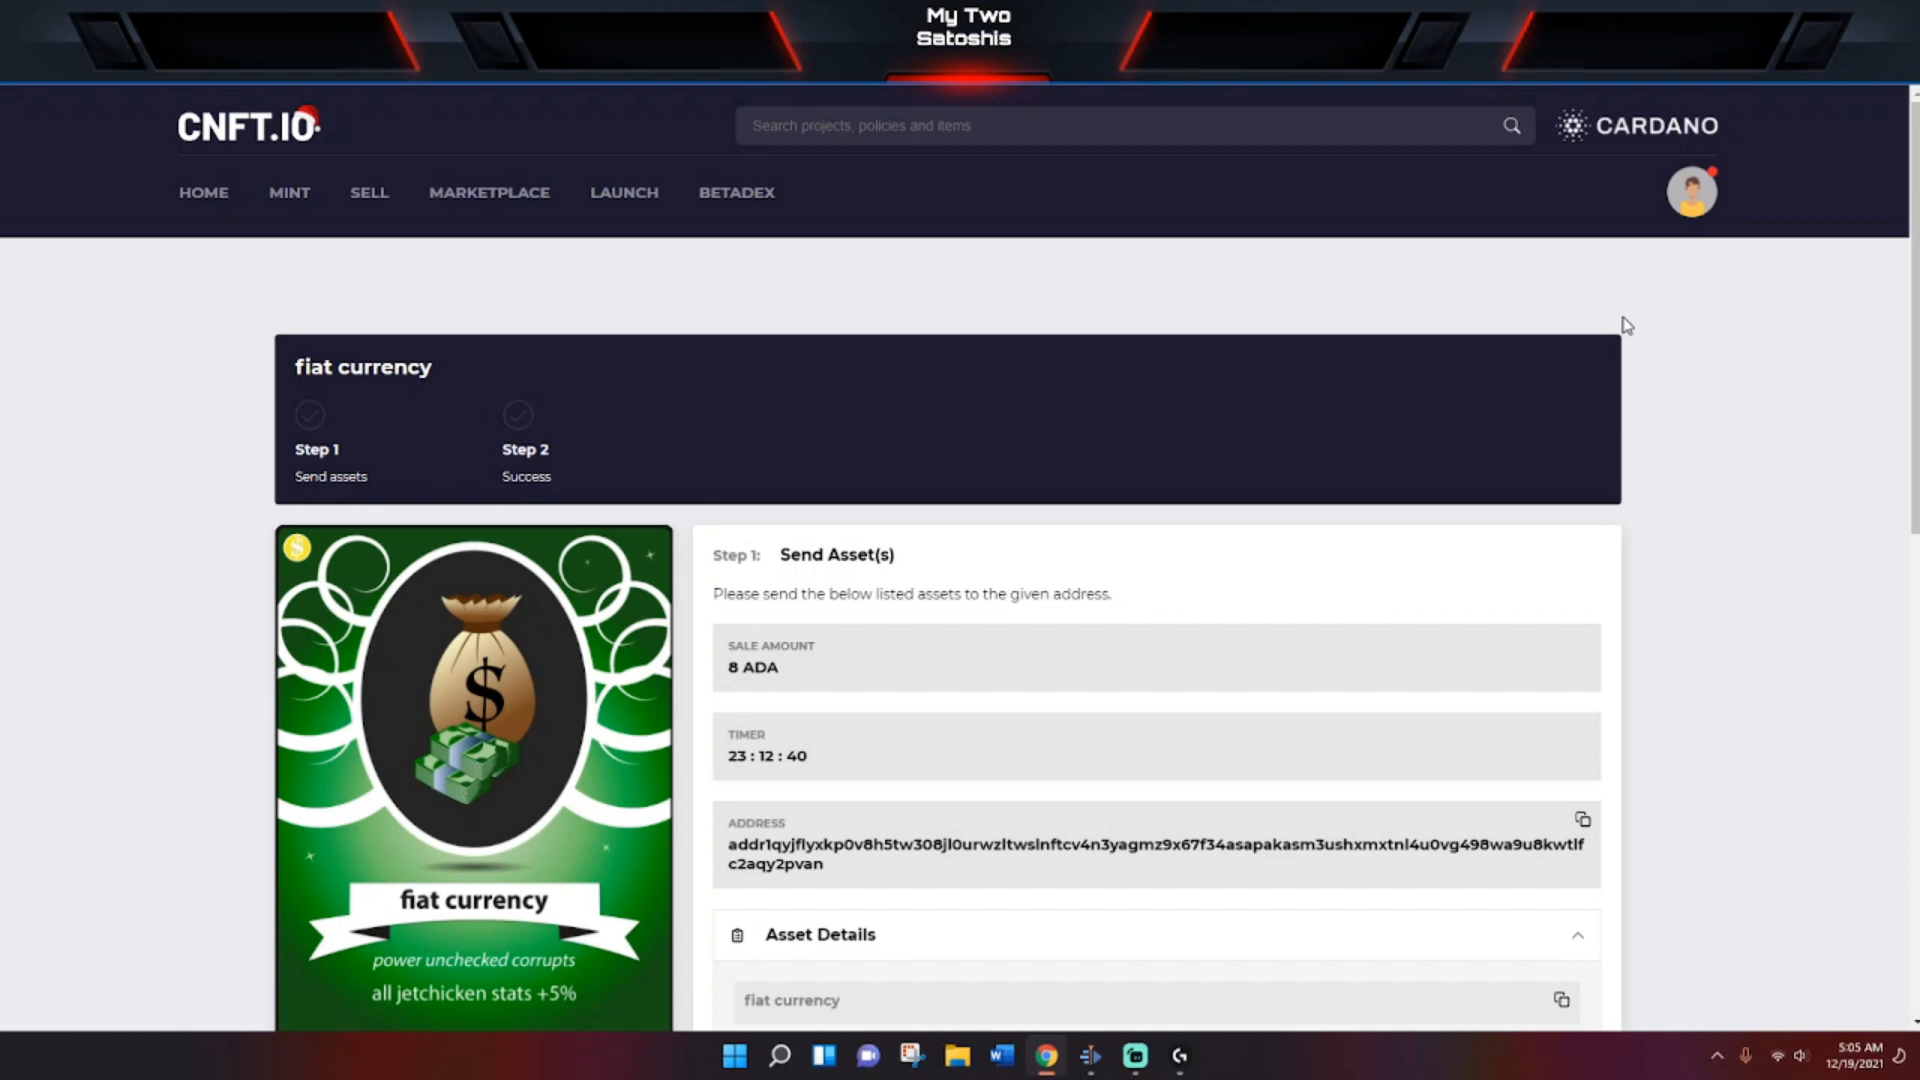 My Two
Satoshis
CNFT.IO
Search projects, policies and items
CARDANO
HOME
MINT
SELL
MARKETPLACE
LAUNCH
BETADEX
fiat currency
Step 1
Send assets
Step 2
Success
$
$
fiat currency
power unchecked corrupts
all jetchicken stats +5%
Step 1: Send Asset(s)
Please send the below listed assets to the given address.
SALE AMOUNT
8 ADA
TIMER
23 : 12 : 40
ADDRESS
addr1qyjflyxkp0v8h5tw308jl0urwzltwslnftcv4n3yagmz9x67f34asapakasm3ushxmxtnl4u0vg498wa9u8kwtlf
c2aqy2pvan
Asset Details
fiat currency
W
5:05 AM
12/19/2021